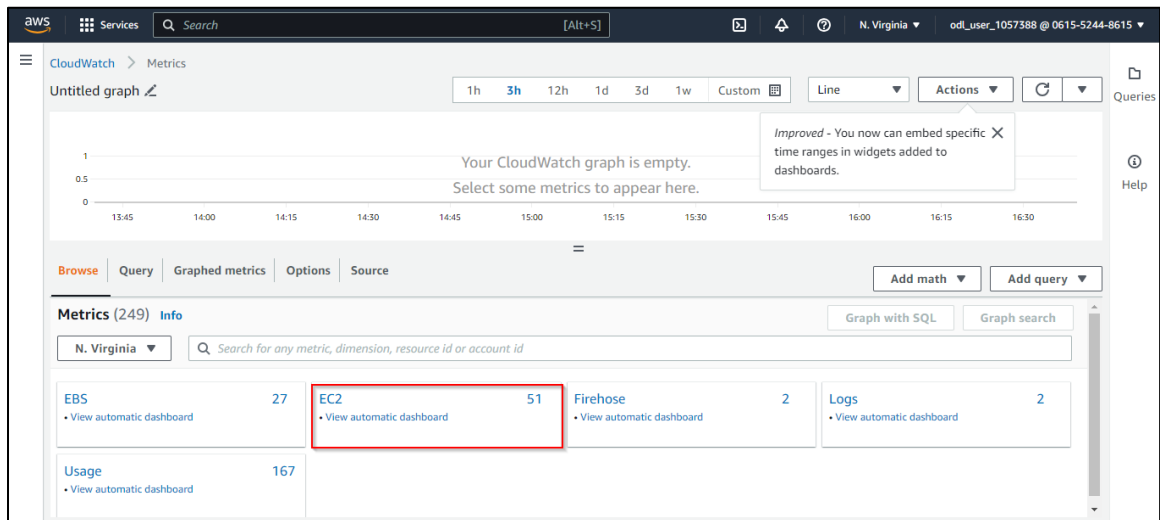 aws
Services
Search
[Alt+S]
N. Virginia ▼
odl_user_1057388 @ 0615-5244-8615 ▼
CloudWatch > Metrics
Untitled graph
1h 3h 12h 1d 3d 1w Custom
Line ▼
Actions ▼
Queries
Help
Improved - You now can embed specific
time ranges in widgets added to
dashboards.
Your CloudWatch graph is empty.
Select some metrics to appear here.
1
0.5
0
13:45 14:00 14:15 14:30 14:45 15:00 15:15 15:30 15:45 16:00 16:15 16:30
Browse Query Graphed metrics Options Source
Add math ▼
Add query ▼
Metrics (249) Info
Graph with SQL
Graph search
N. Virginia ▼
Search for any metric, dimension, resource id or account id
EBS 27
• View automatic dashboard
EC2 51
• View automatic dashboard
Firehose 2
• View automatic dashboard
Logs 2
• View automatic dashboard
Usage 167
• View automatic dashboard